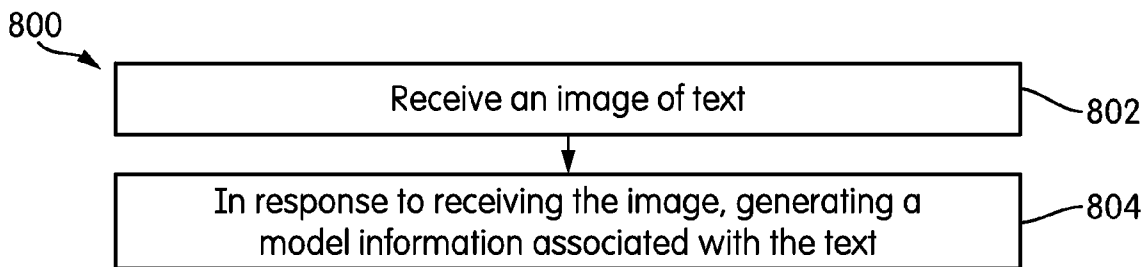 800
Receive an image of text
802
In response to receiving the image, generating a
model information associated with the text
804